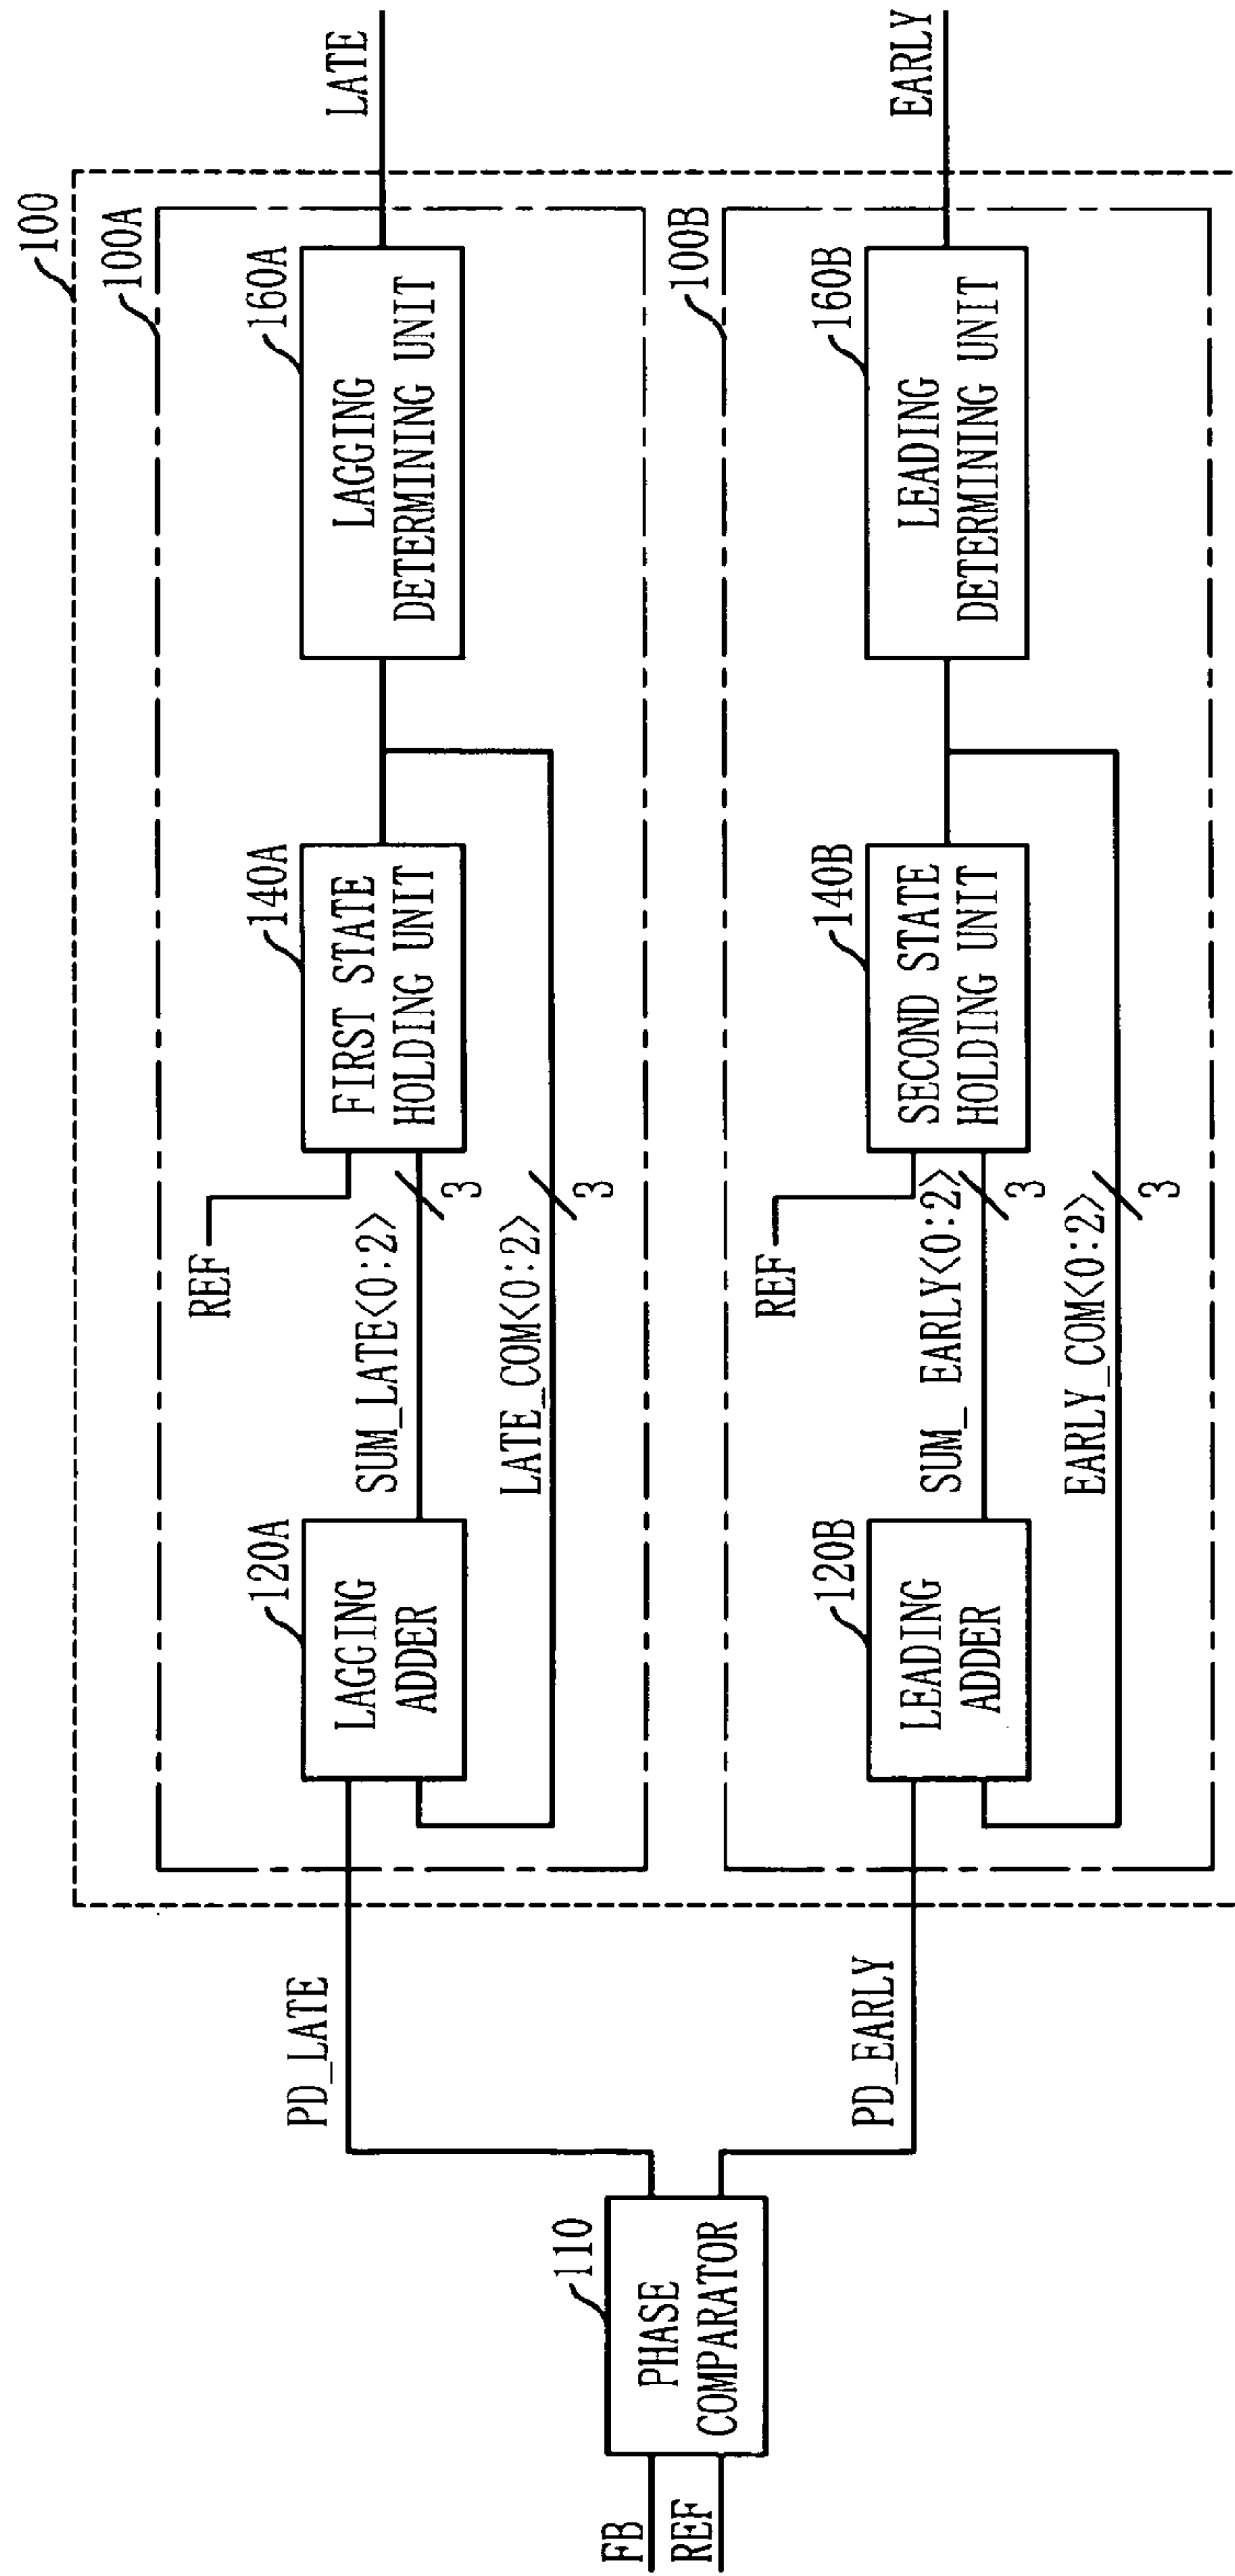 100
100A
PD_LATE
120A
LAGGING
ADDER
REF
SUM_LATE<0:2>
3
LATE_COM<0:2>
3
140A
FIRST STATE
HOLDING UNIT
160A
LAGGING
DETERMINING UNIT
LATE
FB
REF
110
PHASE
COMPARATOR
100B
PD_EARLY
120B
LEADING
ADDER
REF
SUM_ EARLY<0:2>
3
EARLY_COM<0:2>
3
140B
SECOND STATE
HOLDING UNIT
160B
LEADING
DETERMINING UNIT
EARLY